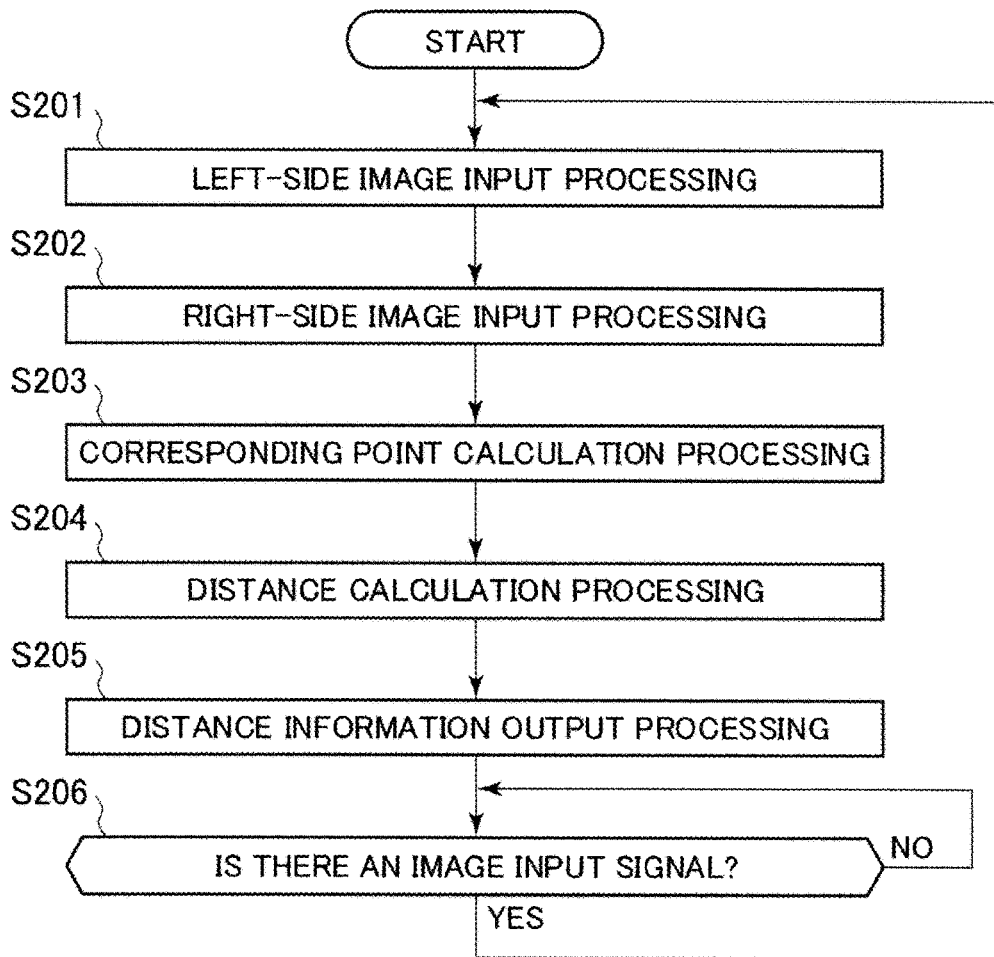 START
S201
LEFT-SIDE IMAGE INPUT PROCESSING
S202
RIGHT-SIDE IMAGE INPUT PROCESSING
S203
CORRESPONDING POINT CALCULATION PROCESSING
S204
DISTANCE CALCULATION PROCESSING
S205
DISTANCE INFORMATION OUTPUT PROCESSING
S206
IS THERE AN IMAGE INPUT SIGNAL?
NO
YES